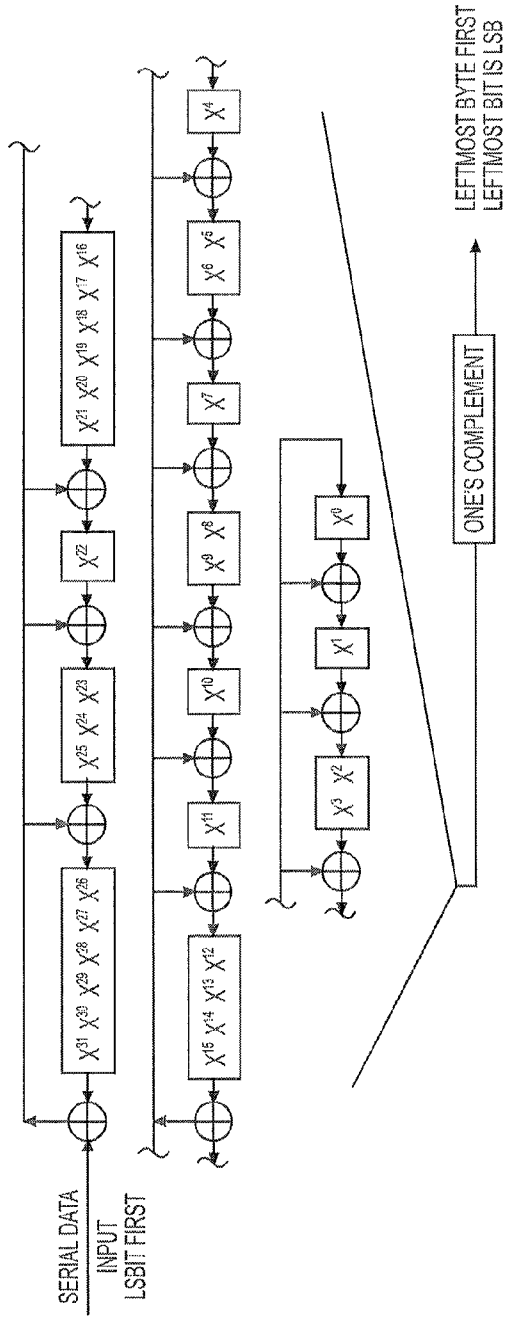 SERIAL DATA
INPUT
LSBIT FIRST
X³¹ X³⁰ X²⁹ X²⁸ X²⁷ X²⁶
X²⁵ X²⁴ X²³
X²²
X²¹ X²⁰ X¹⁹ X¹⁸ X¹⁷ X¹⁶
X¹⁵ X¹⁴ X¹³ X¹²
X¹¹
X¹⁰
X⁹ X⁸
X⁷
X⁶ X⁵
X⁴
X³ X²
X¹
X⁰
ONE'S COMPLEMENT
LEFTMOST BYTE FIRST
LEFTMOST BIT IS LSB